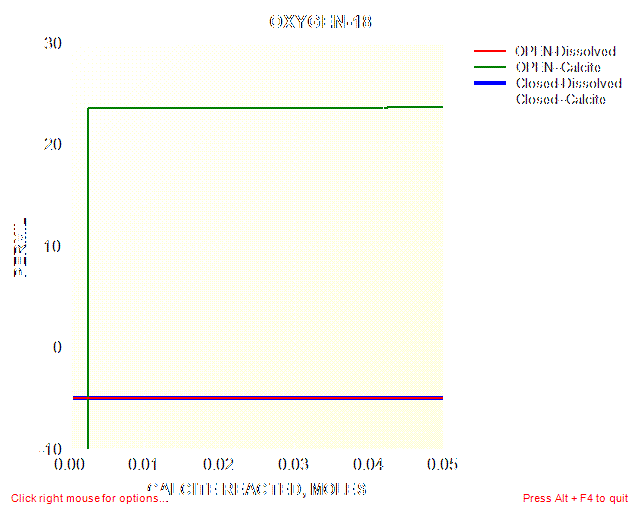 OXYGEN-18
30
20
10
0
-10
PERMIL
0.00 0.01 0.02 0.03 0.04 0.05
CALCITE REACTED, MOLES
OPEN-Dissolved
OPEN--Calcite
Closed-Dissolved
Closed--Calcite
Click right mouse for options...
Press Alt + F4 to quit